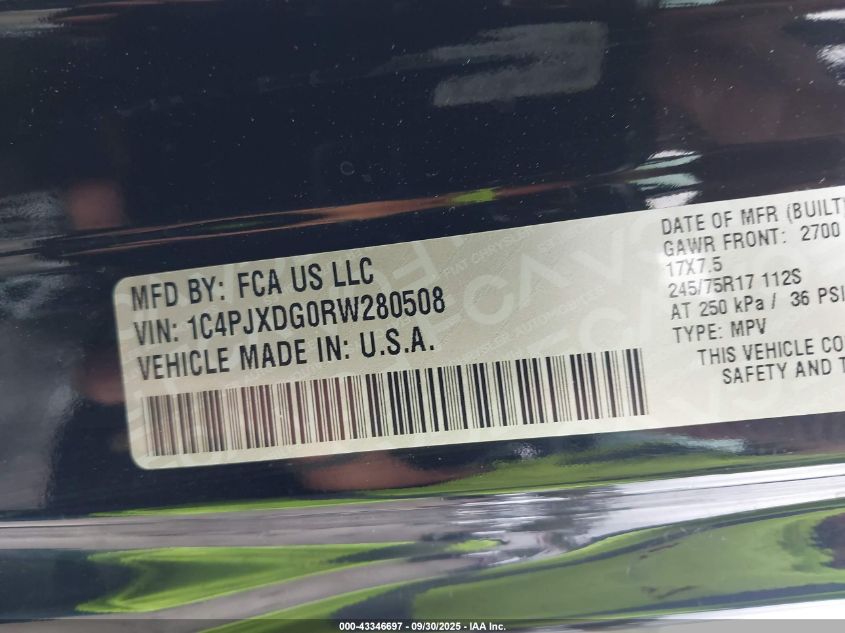 MFD BY: FCA US LLC
VIN: 1C4PJXDG0RW280508
VEHICLE MADE IN: U.S.A.
DATE OF MFR (BUILT)
GAWR FRONT: 2700
17X7.5
245/75R17 112S
AT 250 kPa / 36 PSI
TYPE: MPV
THIS VEHICLE CO
SAFETY AND T
000-43346697 - 09/30/2025 - IAA Inc.